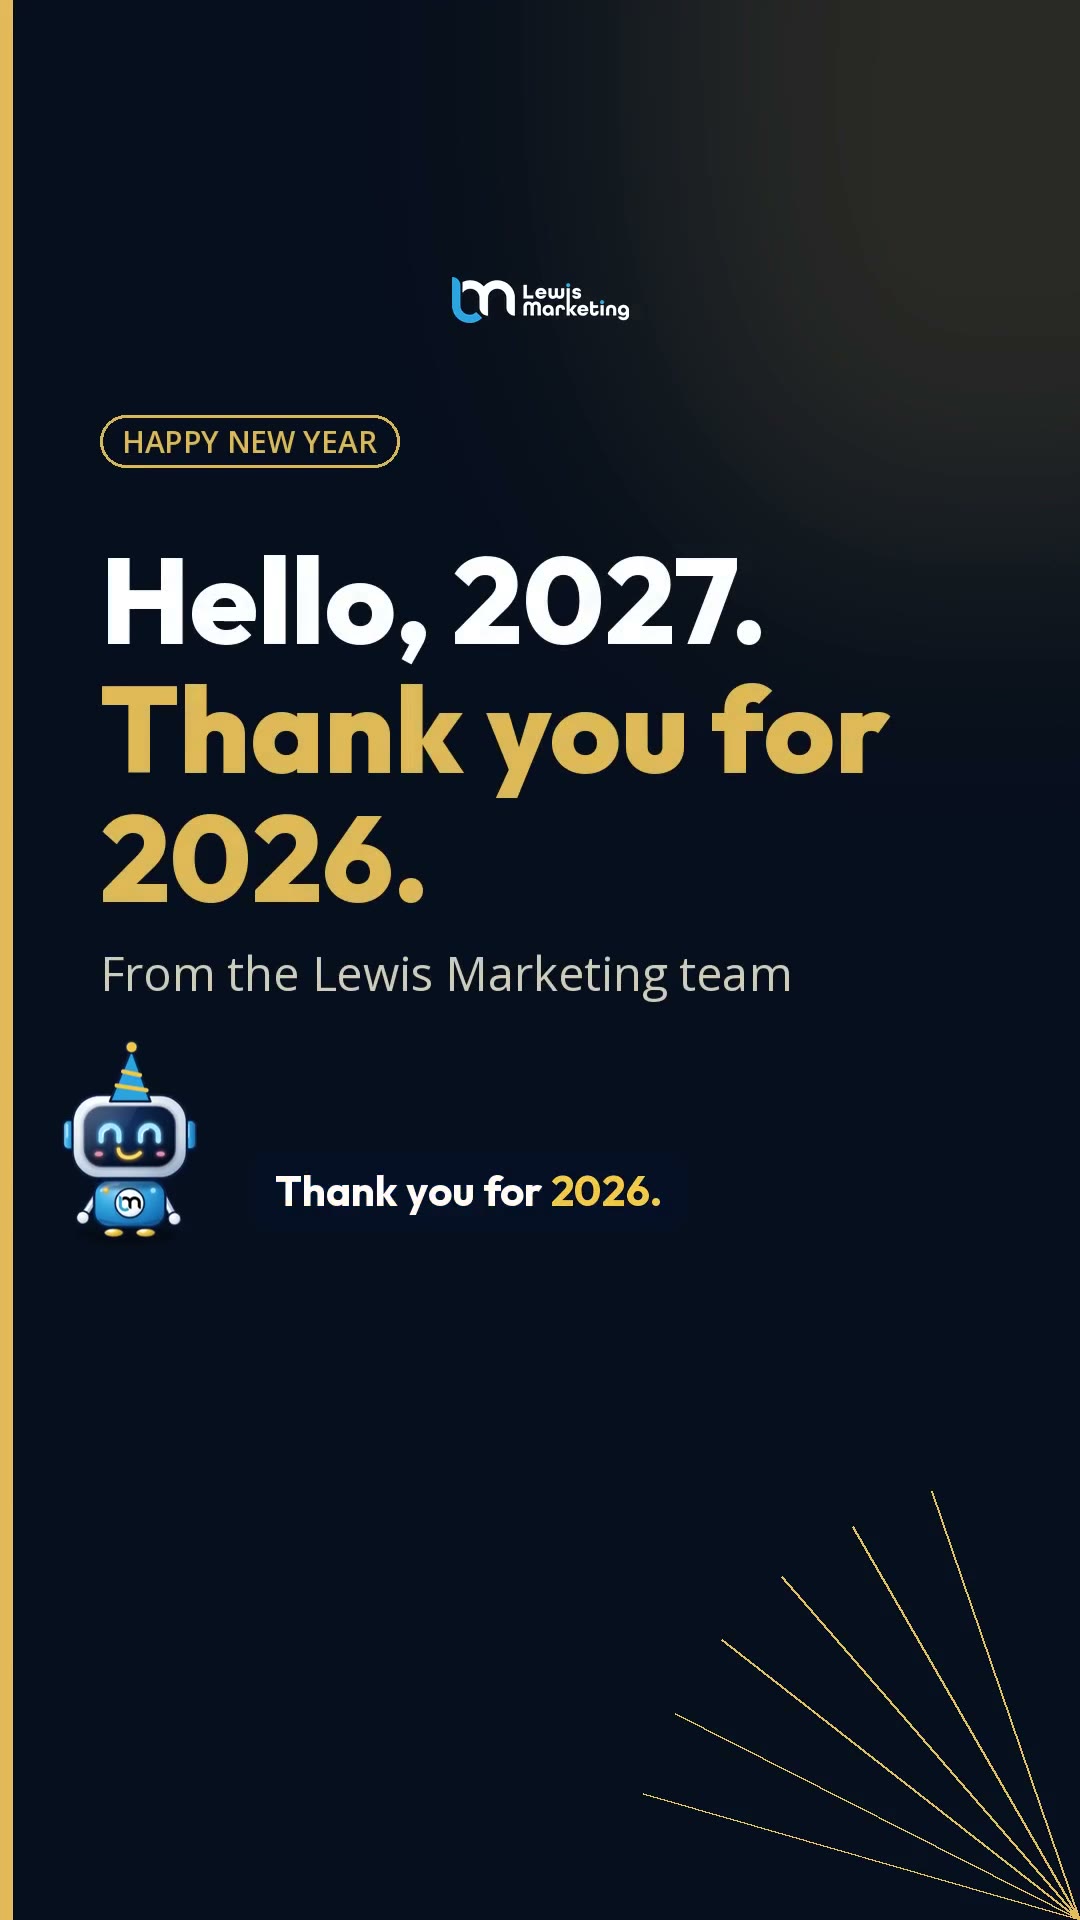 Lewis
Marketing
HAPPY NEW YEAR
Hello, 2027.
Thank you for
2026.
From the Lewis Marketing team
Thank you for 2026.